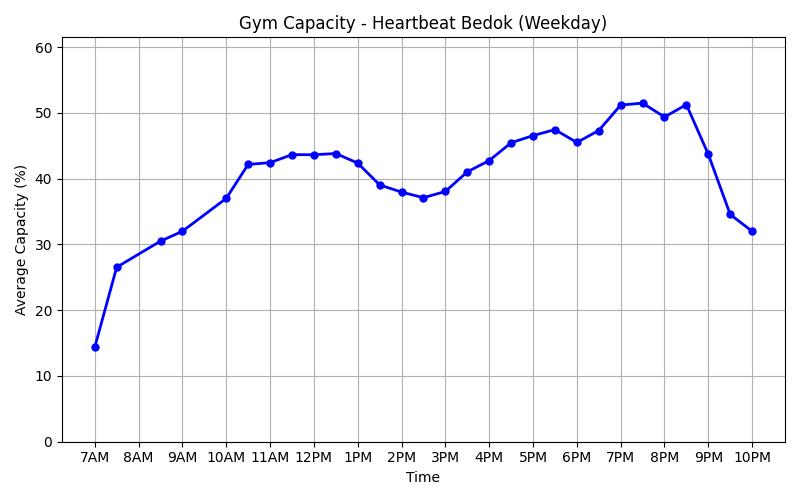 Gym Capacity - Heartbeat Bedok (Weekday)
60
50
40
30
20
10
0
Average Capacity (%)
7AM 8AM 9AM 10AM 11AM 12PM 1PM 2PM 3PM 4PM 5PM 6PM 7PM 8PM 9PM 10PM
Time